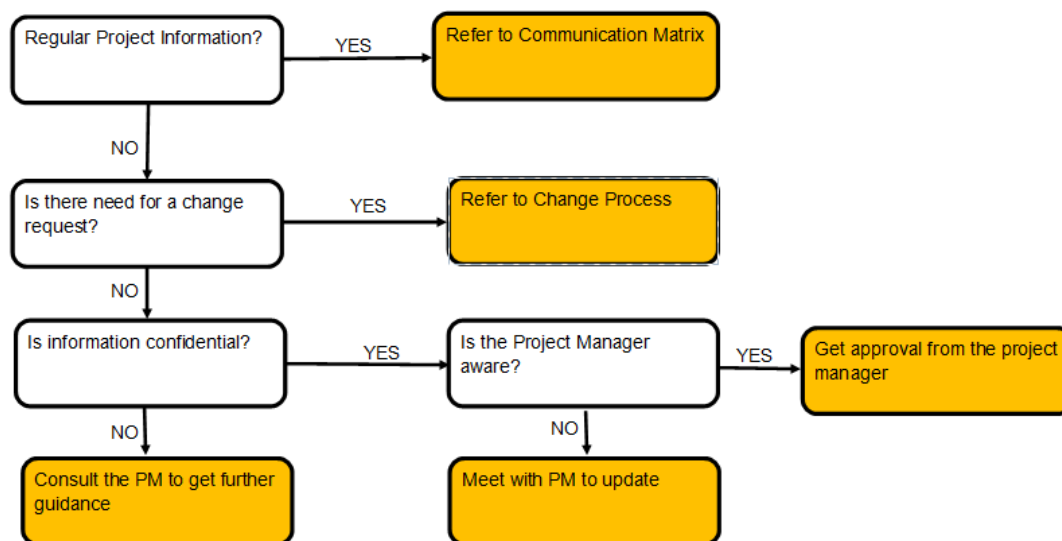 Regular Project Information?
YES
Refer to Communication Matrix
NO
Is there need for a change
request?
YES
Refer to Change Process
NO
Is information confidential?
YES
Is the Project Manager
aware?
YES
Get approval from the project
manager
NO
NO
Consult the PM to get further
guidance
Meet with PM to update